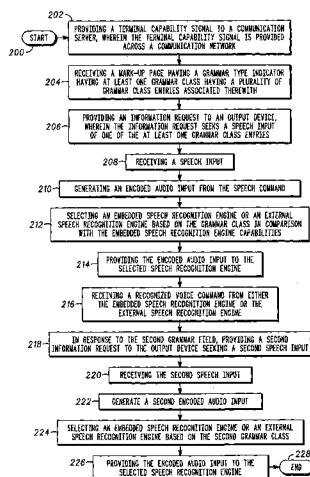 202
PROVIDING A TERMINAL CAPABILITY SIGNAL TO A COMMUNICATION
SERVER, WHEREIN THE TERMINAL CAPABILITY SIGNAL IS PROVIDED
ACROSS A COMMUNICATION NETWORK
START
200
204
RECEIVING A MARK-UP PAGE HAVING A GRAMMAR TYPE INDICATOR
HAVING AT LEAST ONE GRAMMAR CLASS HAVING A PLURALITY OF
GRAMMAR CLASS ENTRIES ASSOCIATED THEREWITH
206
PROVIDING AN INFORMATION REQUEST TO AN OUTPUT DEVICE,
WHEREIN THE INFORMATION REQUEST SEEKS A SPEECH INPUT
OF ONE OF THE AT LEAST ONE GRAMMAR CLASS ENTRIES
208
RECEIVING A SPEECH INPUT
210
GENERATING AN ENCODED AUDIO INPUT FROM THE SPEECH COMMAND
212
SELECTING AN EMBEDDED SPEECH RECOGNITION ENGINE OR AN EXTERNAL
SPEECH RECOGNITION ENGINE BASED ON THE GRAMMAR CLASS IN COMPARISON
WITH THE EMBEDDED SPEECH RECOGNITION ENGINE CAPABILITIES
214
PROVIDING THE ENCODED AUDIO INPUT TO THE
SELECTED SPEECH RECOGNITION ENGINE
216
RECEIVING A RECOGNIZED VOICE COMMAND FROM EITHER
THE EMBEDDED SPEECH RECOGNITION ENGINE OR THE
EXTERNAL SPEECH RECOGNITION ENGINE
218
IN RESPONSE TO THE SECOND GRAMMAR FIELD, PROVIDING A SECOND
INFORMATION REQUEST TO THE OUTPUT DEVICE SEEKING A SECOND SPEECH INPUT
220
RECEIVING THE SECOND SPEECH INPUT
222
GENERATE A SECOND ENCODED AUDIO INPUT
224
SELECTING AN EMBEDDED SPEECH RECOGNITION ENGINE OR AN EXTERNAL
SPEECH RECOGNITION ENGINE BASED ON THE SECOND GRAMMAR CLASS
226
PROVIDING THE ENCODED AUDIO INPUT TO THE
SELECTED SPEECH RECOGNITION ENGINE
228
END